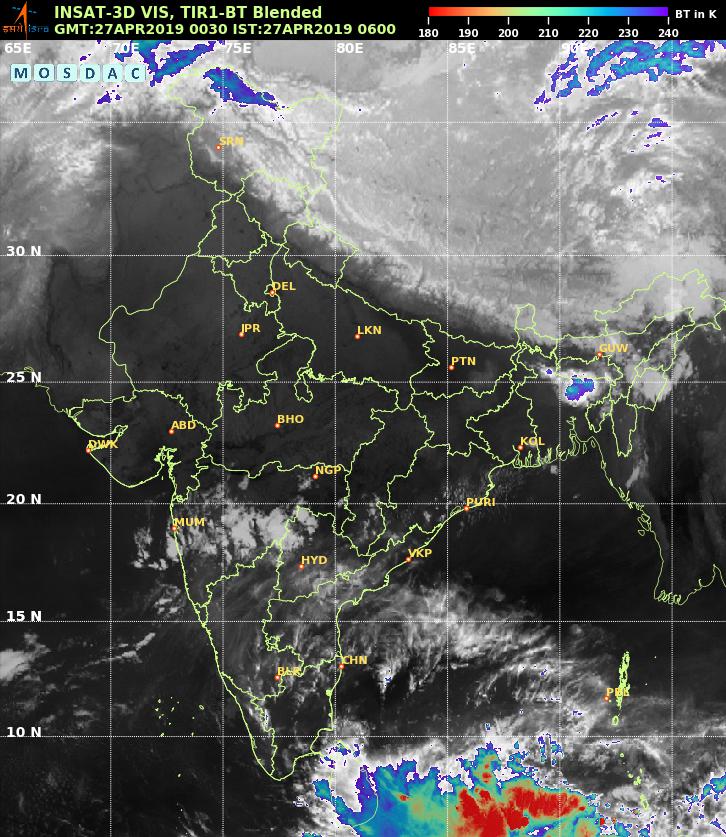 INSAT-3D VIS, TIR1-BT Blended
GMT:27APR2019 0030 IST:27APR2019 0600
BT in K
180 190 200 210 220 230 240
65E 70E 75E 80E 85E 90E
M O S D A C
SRN
30 N
DEL
JPR
LKN
GUW
PTN
25 N
BHO
ABD
DWK
KOL
NGP
20 N
PURI
MUM
VKP
HYD
15 N
CHN
BLR
PBL
10 N